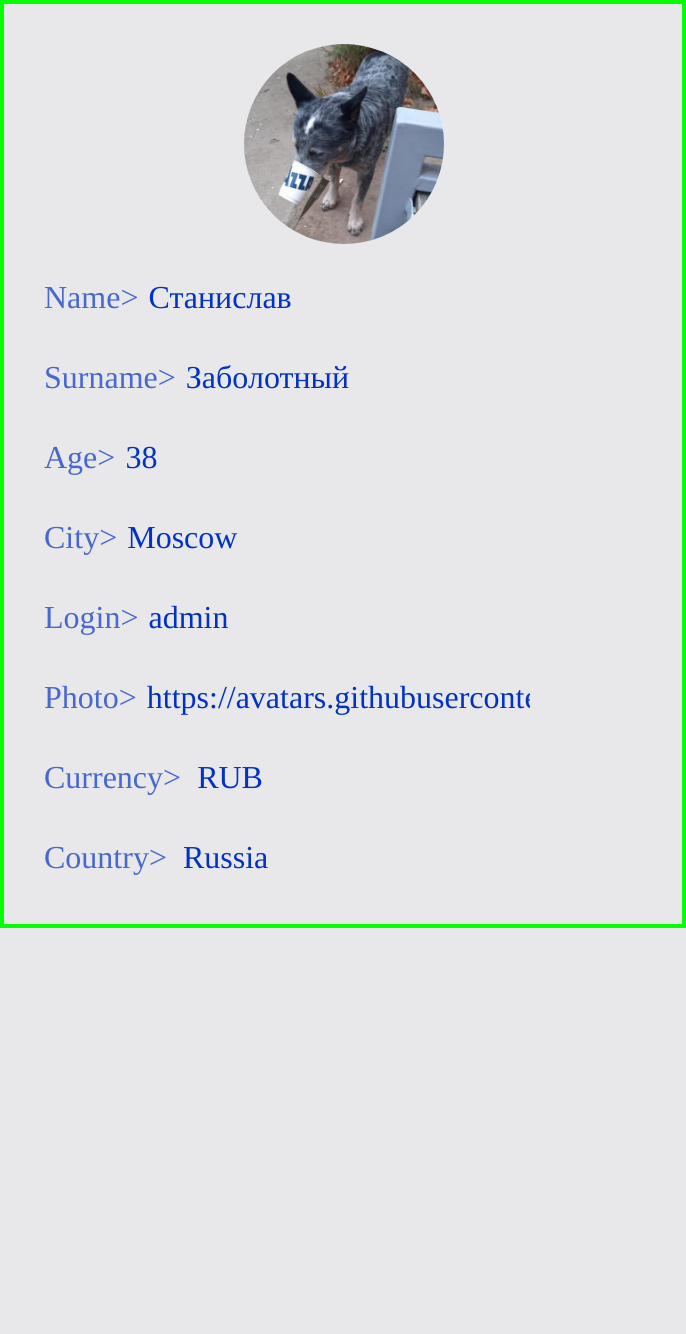 Name> Станислав
Surname> Заболотный
Age> 38
City> Moscow
Login> admin
Photo> https://avatars.githubuserconte
Currency> RUB
Country> Russia